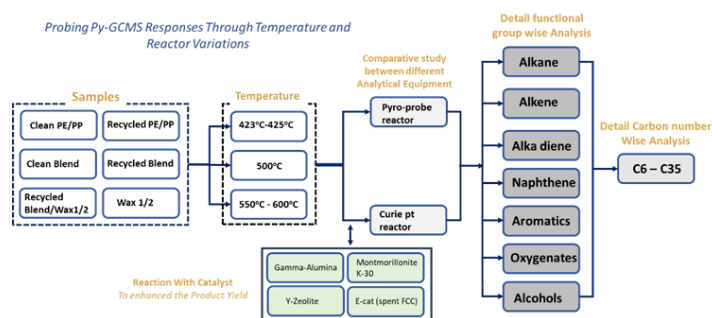 Probing Py-GCMS Responses Through Temperature and
Reactor Variations
Detail functional
group wise Analysis
Comparative study
between different
Analytical Equipment
Samples
Clean PE/PP
Recycled PE/PP
Clean Blend
Recycled Blend
Recycled
Blend/Wax1/2
Wax 1/2
Temperature
423°C-425°C
500°C
550°C - 600°C
Pyro-probe
reactor
Curie pt
reactor
Reaction With Catalyst
To enhanced the Product Yield
Gamma-Alumina
Montmorillonite
K-30
Y-Zeolite
E-cat (spent FCC)
Alkane
Alkene
Alka diene
Naphthene
Aromatics
Oxygenates
Alcohols
Detail Carbon number
Wise Analysis
C6 – C35